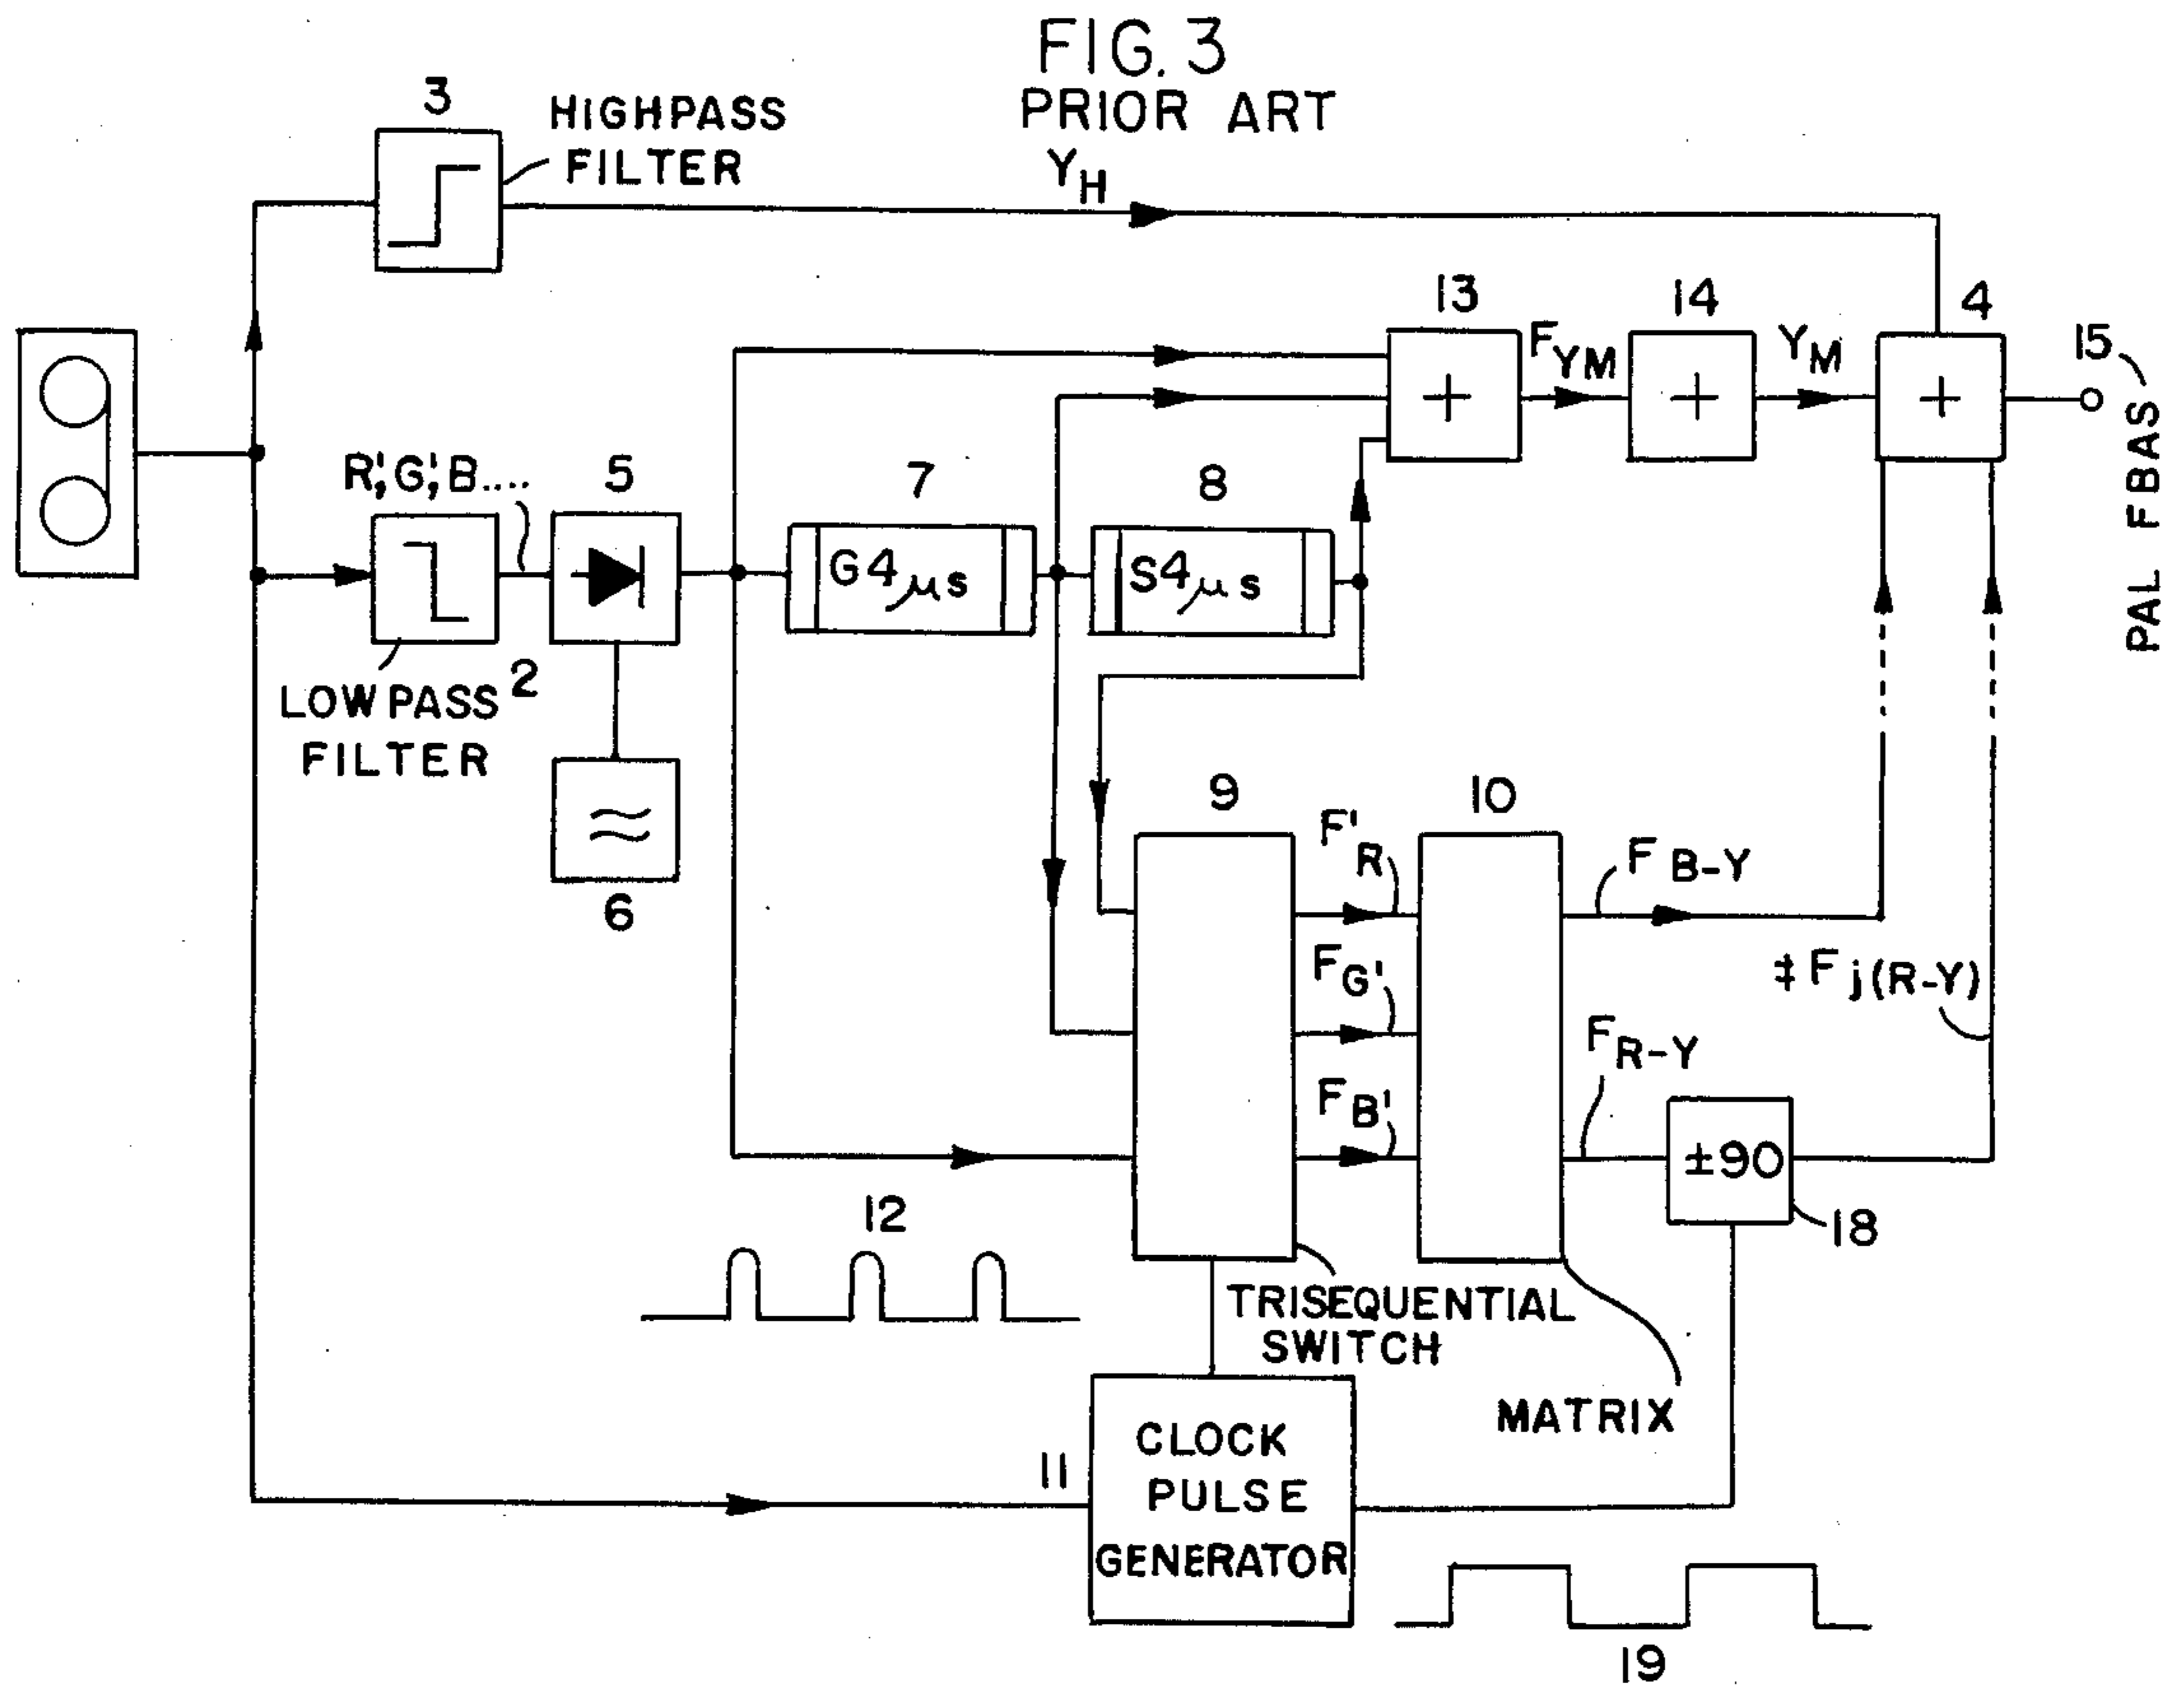 FIG. 3
PRIOR ART
3
HIGHPASS
FILTER
YH
13
14
4
15
FYM
YM
PAL FBAS
R',G',B....
5
7
8
G4μs
S4μs
LOWPASS
FILTER
2
6
9
10
F'R
FB-Y
FG'
‡Fj(R-Y)
FR-Y
FB'
±90
18
12
TRISEQUENTIAL
SWITCH
MATRIX
11
CLOCK
PULSE
GENERATOR
19